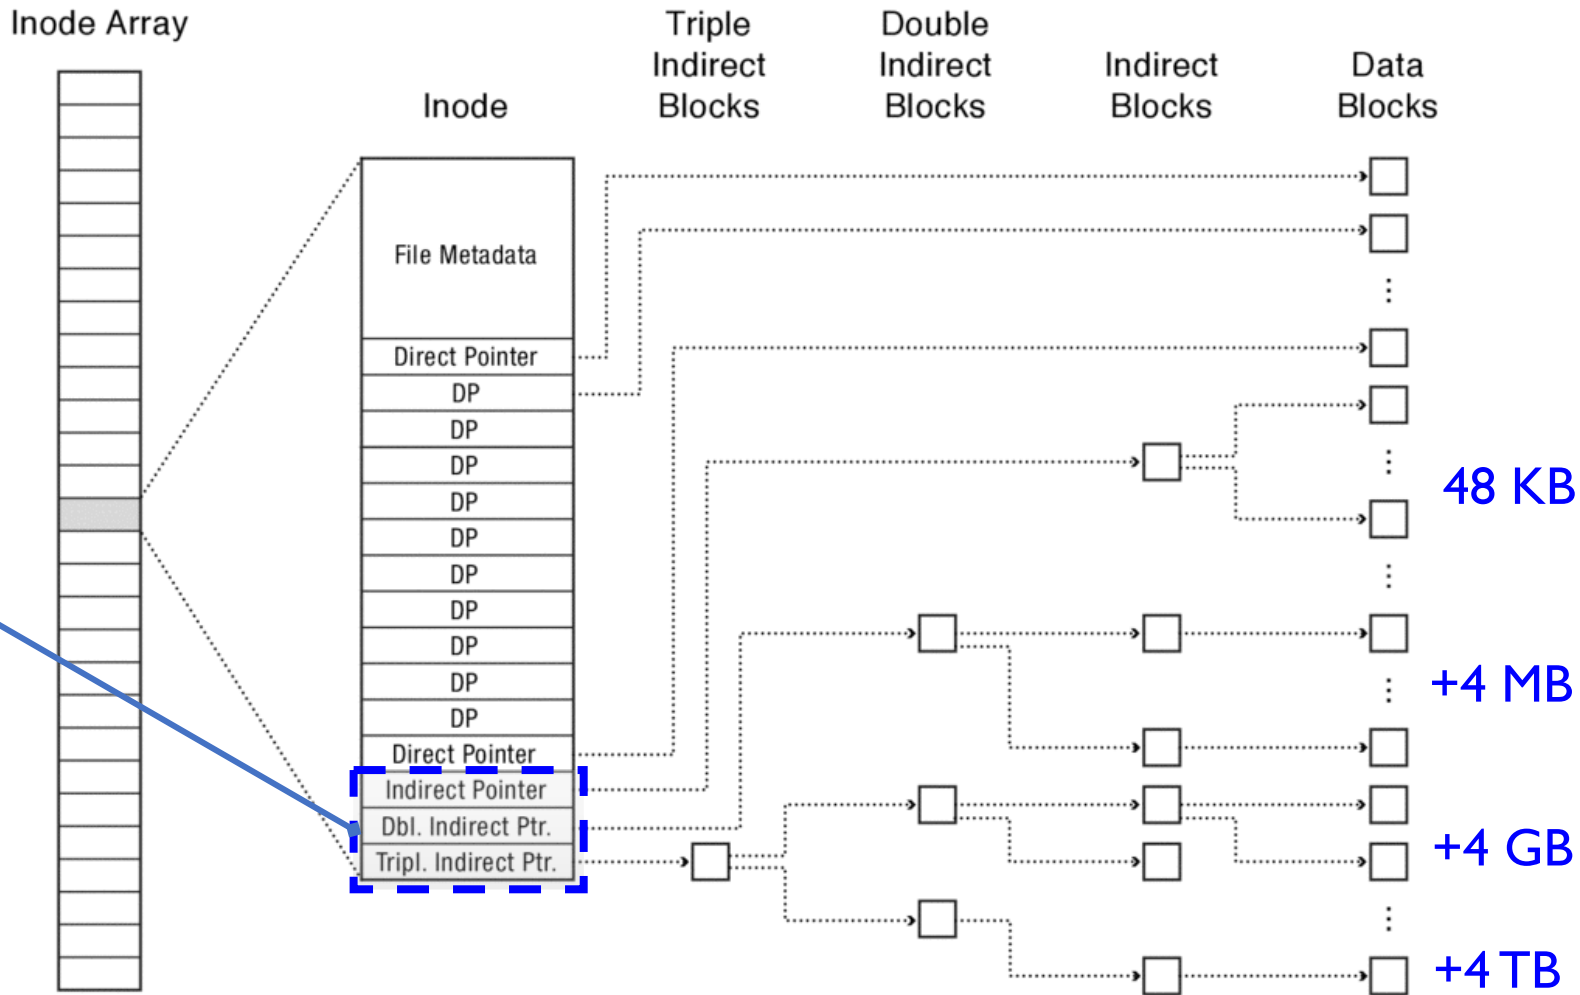 Inode Array
Inode
Triple
Indirect
Blocks
Double
Indirect
Blocks
Indirect
Blocks
Data
Blocks
File Metadata
Direct Pointer
DP
DP
DP
DP
DP
DP
DP
DP
DP
DP
Direct Pointer
Indirect Pointer
Dbl. Indirect Ptr.
Tripl. Indirect Ptr.
48 KB
+4 MB
+4 GB
+4 TB